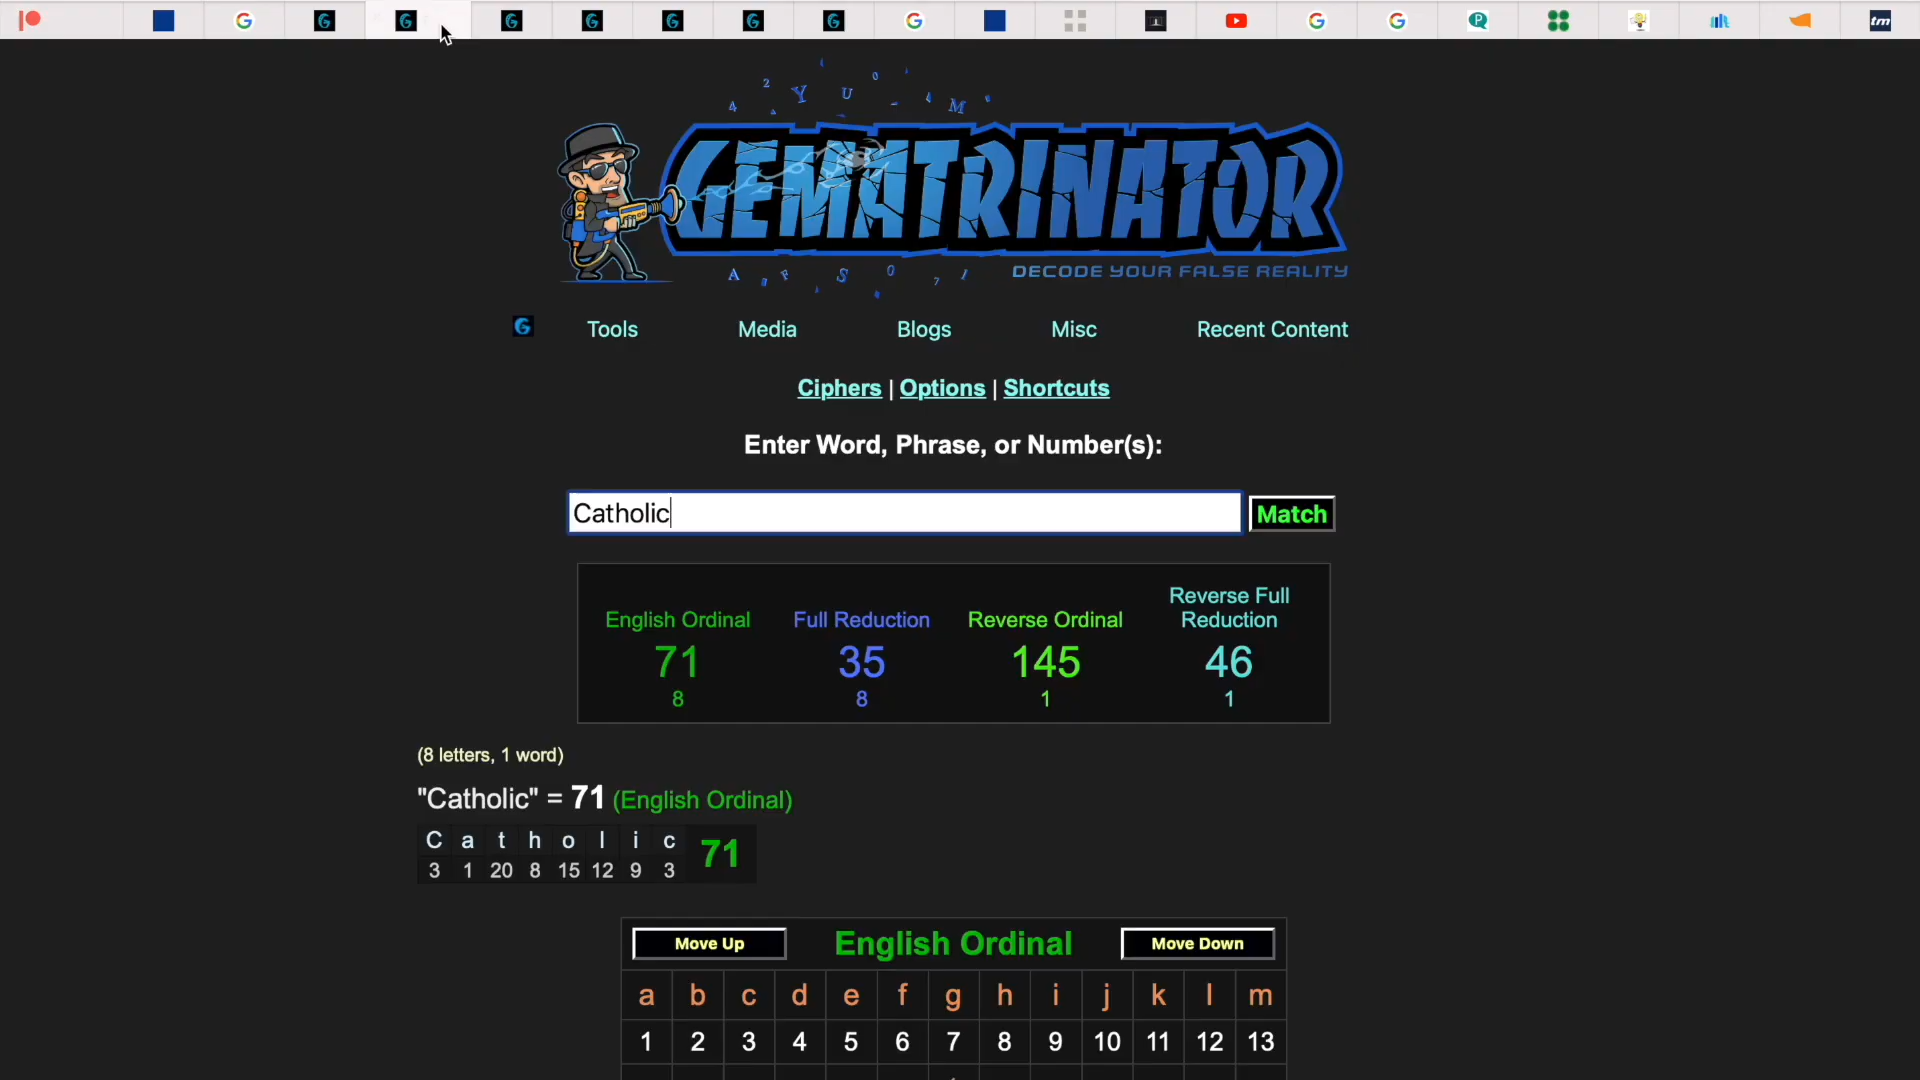 GEMATRINATOR
DECODE YOUR FALSE REALITY
Tools Media Blogs Misc Recent Content
Ciphers | Options | Shortcuts
Enter Word, Phrase, or Number(s):
Catholic Match
English Ordinal Full Reduction Reverse Ordinal Reverse Full Reduction
71 35 145 46
8 8 1 1
(8 letters, 1 word)
"Catholic" = 71 (English Ordinal)
C a t h o l i c 71
3 1 20 8 15 12 9 3
Move Up English Ordinal Move Down
a b c d e f g h i j k l m
1 2 3 4 5 6 7 8 9 10 11 12 13